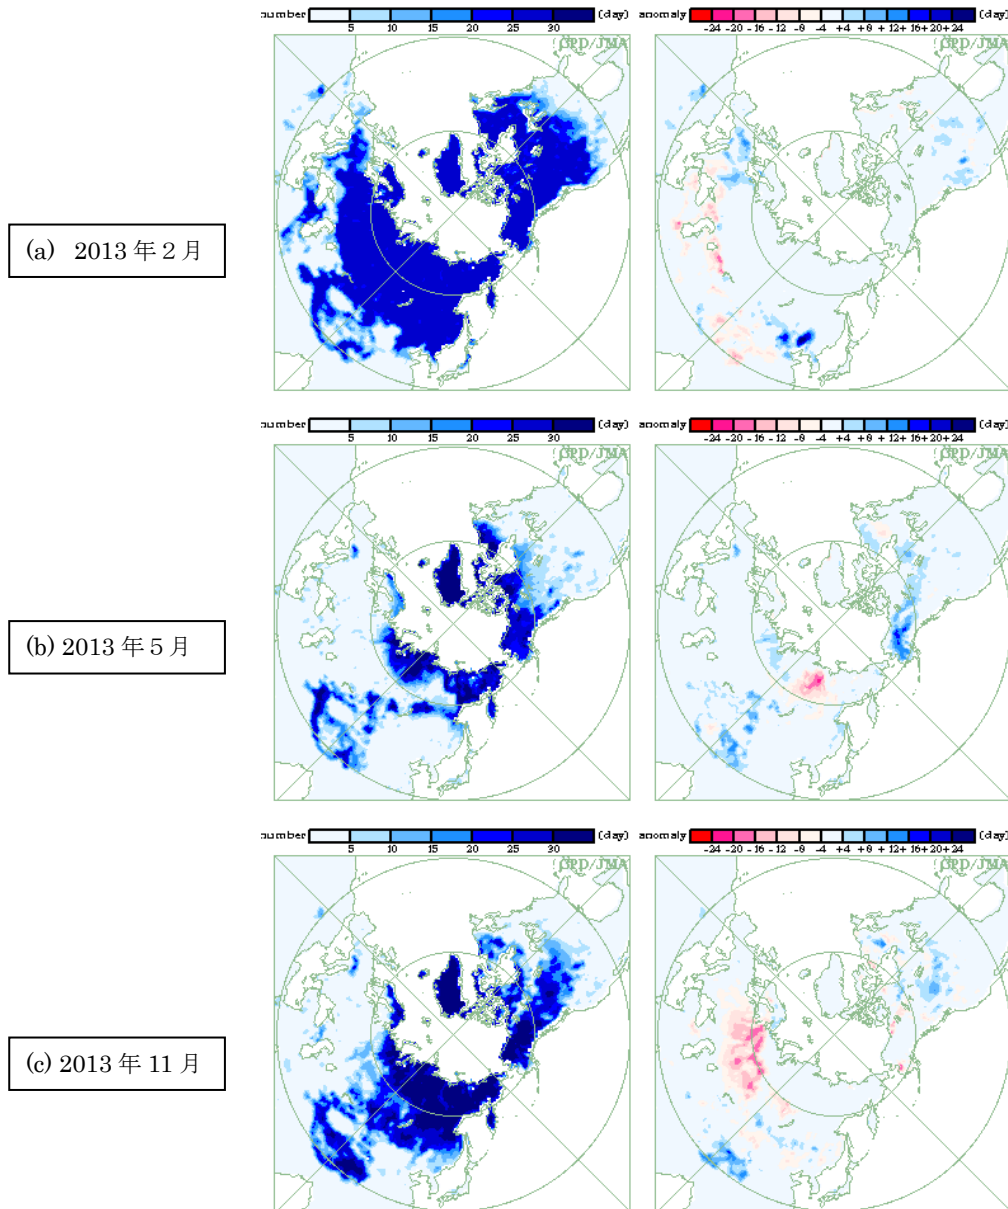 number (day)
5 10 15 20 25 30
CPD/JMA
anomaly (day)
-24 -20 -16 -12 -8 -4 +4 +8 +12 +16 +20 +24
CPD/JMA
(a) 2013 年 2 月
number (day)
5 10 15 20 25 30
CPD/JMA
anomaly (day)
-24 -20 -16 -12 -8 -4 +4 +8 +12 +16 +20 +24
CPD/JMA
(b) 2013 年 5 月
number (day)
5 10 15 20 25 30
CPD/JMA
anomaly (day)
-24 -20 -16 -12 -8 -4 +4 +8 +12 +16 +20 +24
CPD/JMA
(c) 2013 年 11 月